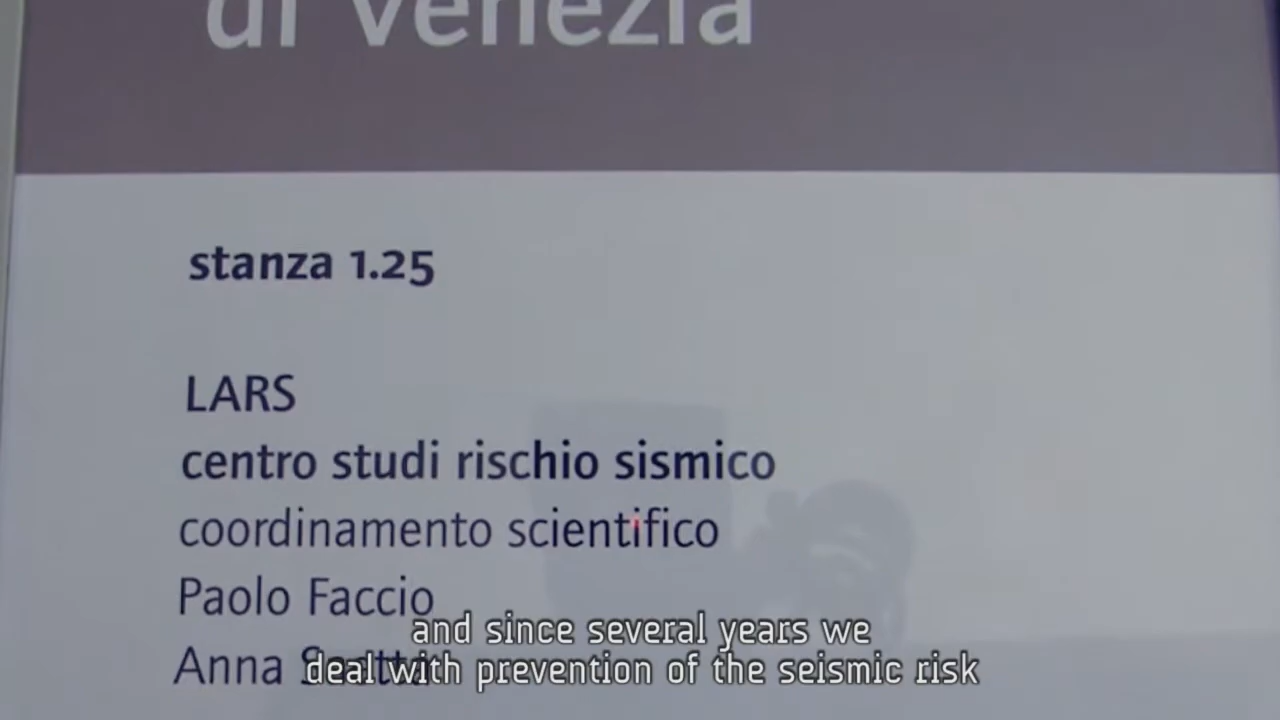 di Venezia
stanza 1.25
LARS
centro studi rischio sismico
coordinamento scientifico
Paolo Faccio
Anna
and since several years we
deal with prevention of the seismic risk